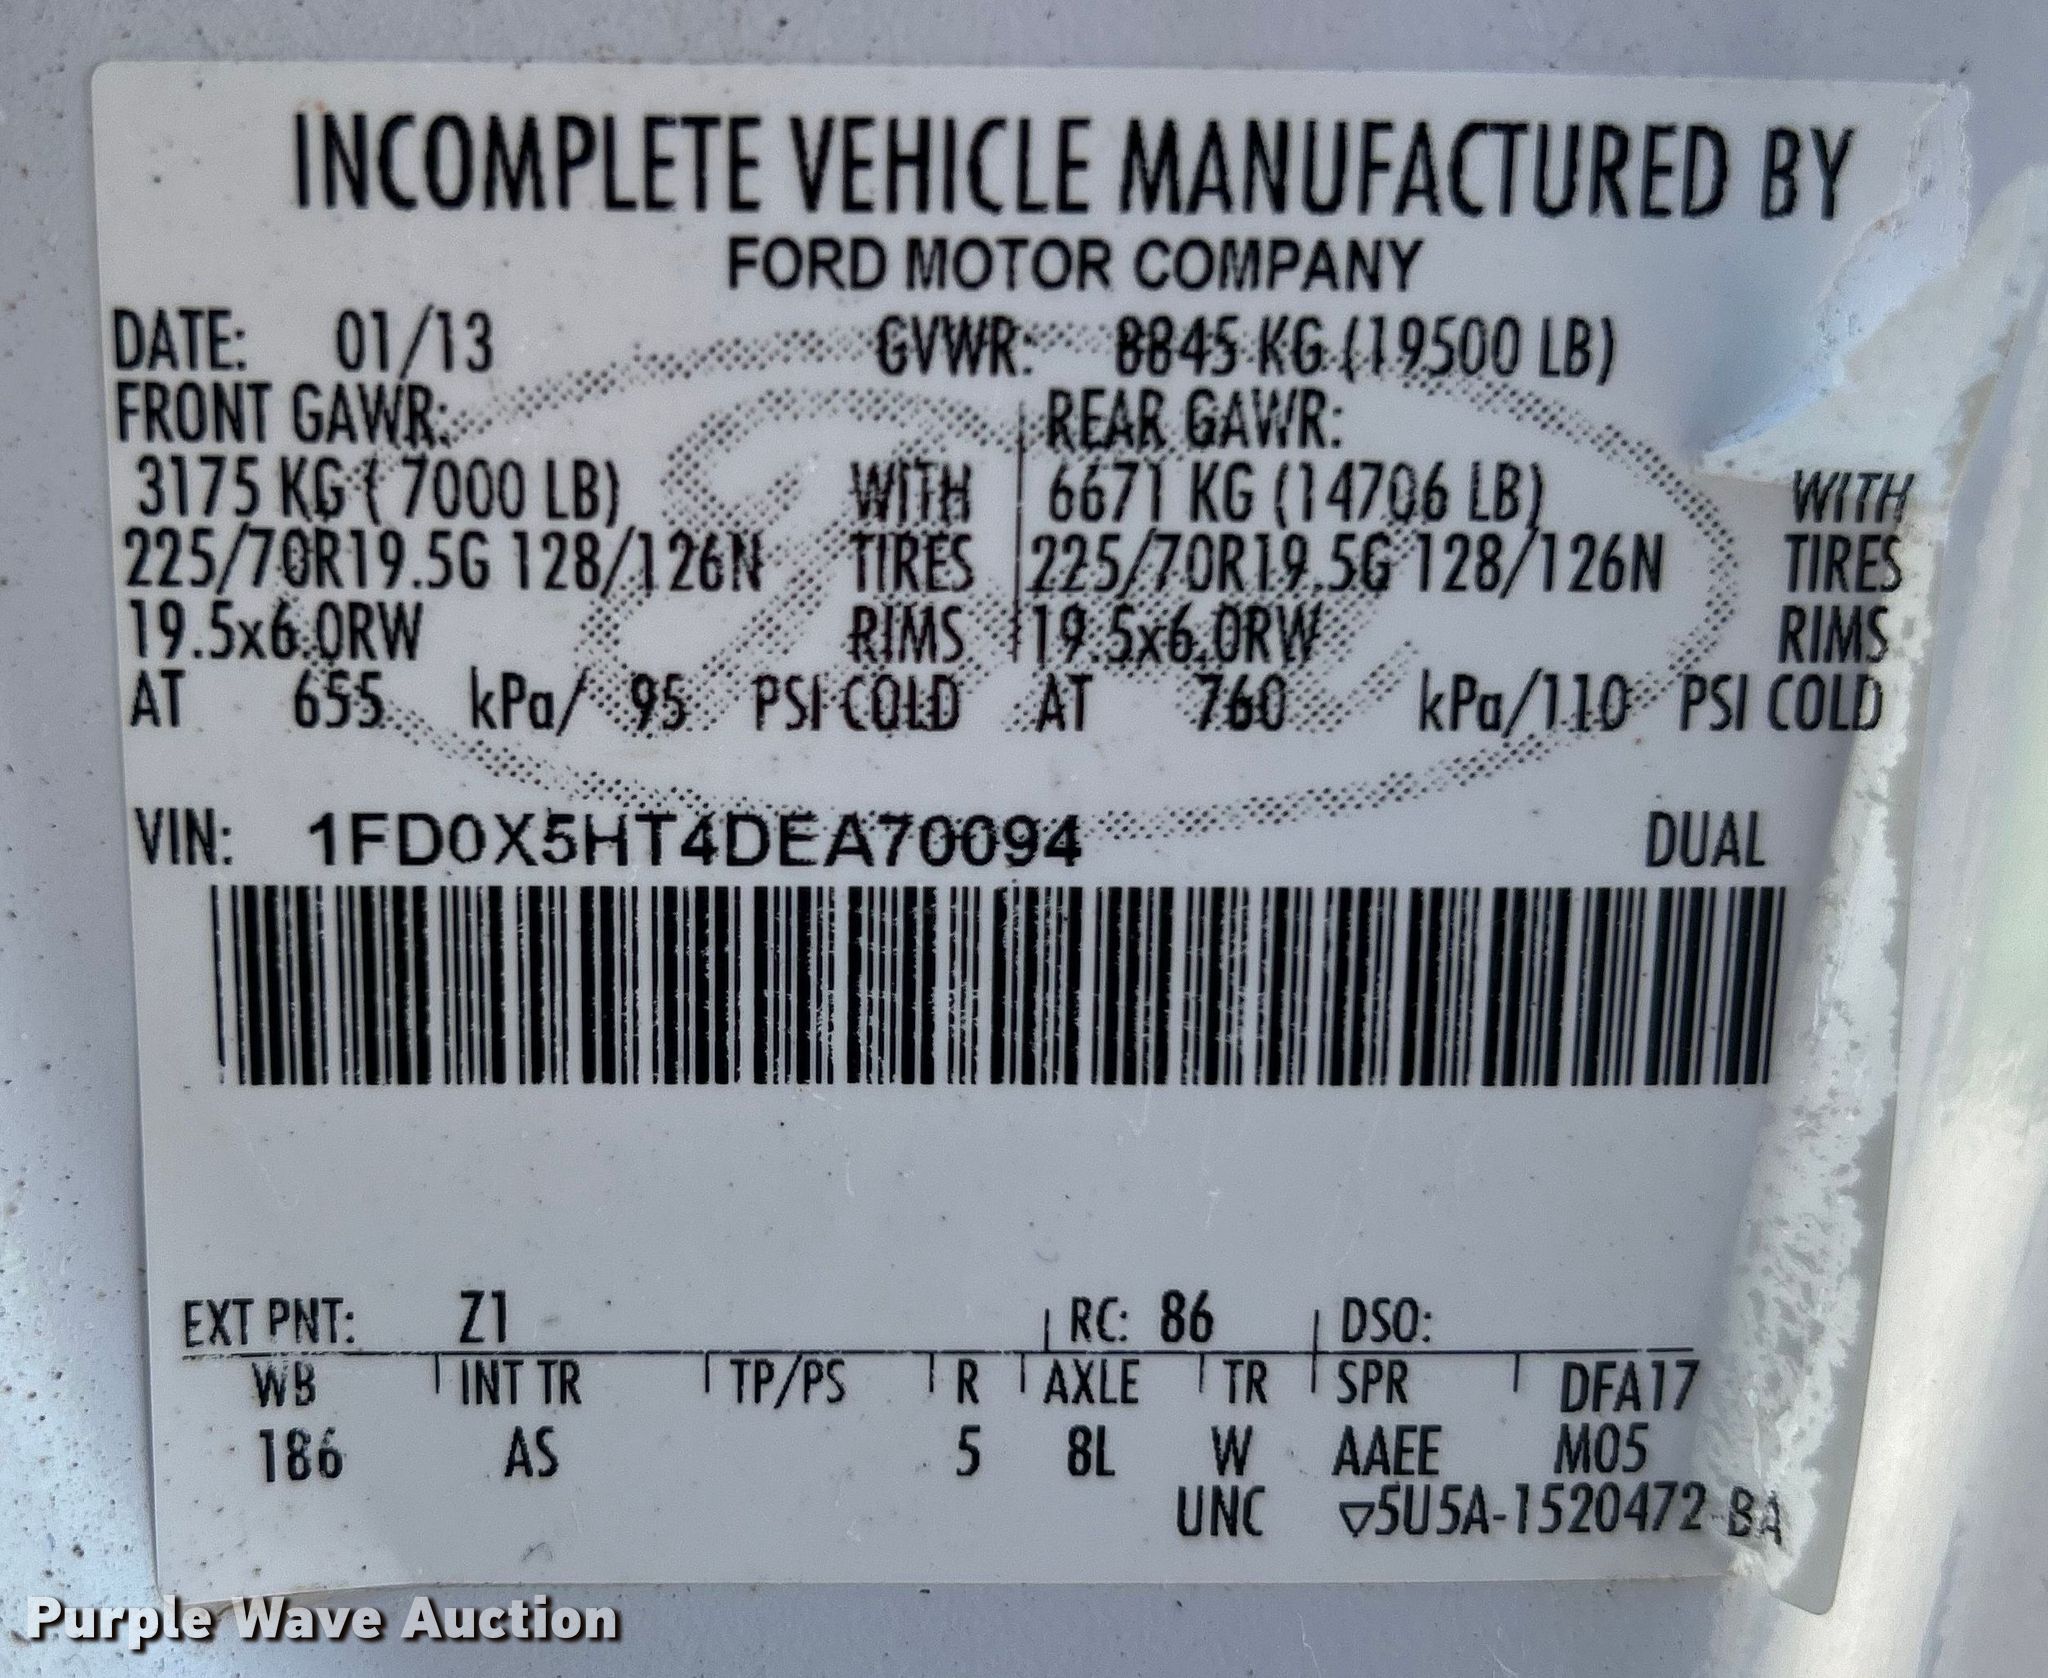 INCOMPLETE VEHICLE MANUFACTURED BY
FORD MOTOR COMPANY
DATE: 01/13 GVWR: 8845 KG (19500 LB)
FRONT GAWR: REAR GAWR:
3175 KG ( 7000 LB) WITH 6671 KG (14706 LB) WITH
225/70R19.5G 128/126N TIRES 225/70R19.5G 128/126N TIRES
19.5x6.0RW RIMS 19.5x6.0RW RIMS
AT 655 kPa/ 95 PSI COLD AT 760 kPa/110 PSI COLD
VIN: 1FD0X5HT4DEA70094 DUAL
EXT PNT: Z1 RC: 86 DSO:
WB INT TR TP/PS R AXLE TR SPR DFA17
186 AS 5 8L W AAEE M05
UNC ▽5U5A-1520472-BA
Purple Wave Auction